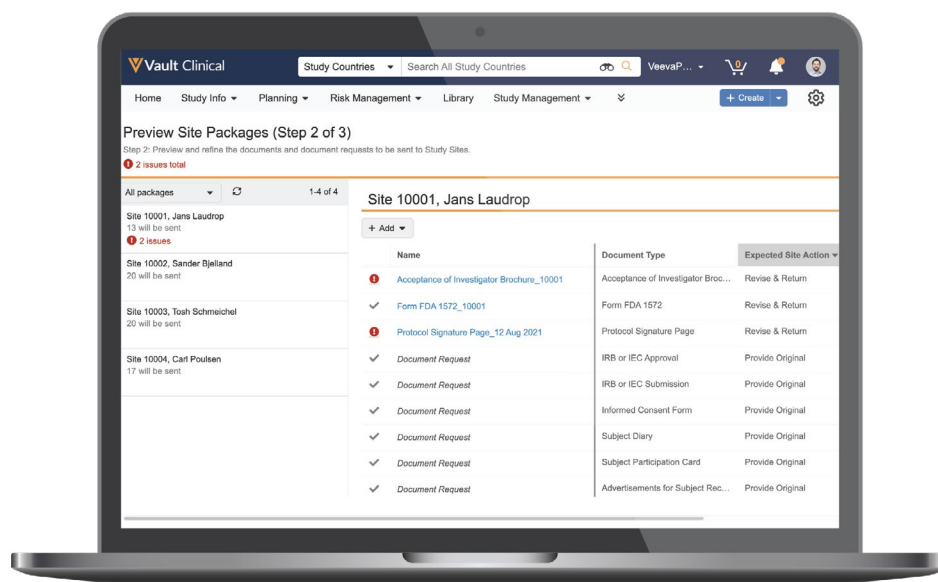 Vault Clinical
Study Countries
Search All Study Countries
VeevaP...
0
Home
Study Info
Planning
Risk Management
Library
Study Management
+ Create
Preview Site Packages (Step 2 of 3)
Step 2: Preview and refine the documents and document requests to be sent to Study Sites.
2 issues total
All packages
1-4 of 4
Site 10001, Jans Laudrop
13 will be sent
2 issues
Site 10002, Sander Bjelland
20 will be sent
Site 10003, Tosh Schmeichel
20 will be sent
Site 10004, Carl Poulsen
17 will be sent
Site 10001, Jans Laudrop
+ Add
Name Document Type Expected Site Action
Acceptance of Investigator Brochure_10001 Acceptance of Investigator Broc... Revise & Return
Form FDA 1572_10001 Form FDA 1572 Revise & Return
Protocol Signature Page_12 Aug 2021 Protocol Signature Page Revise & Return
Document Request IRB or IEC Approval Provide Original
Document Request IRB or IEC Submission Provide Original
Document Request Informed Consent Form Provide Original
Document Request Subject Diary Provide Original
Document Request Subject Participation Card Provide Original
Document Request Advertisements for Subject Rec... Provide Original